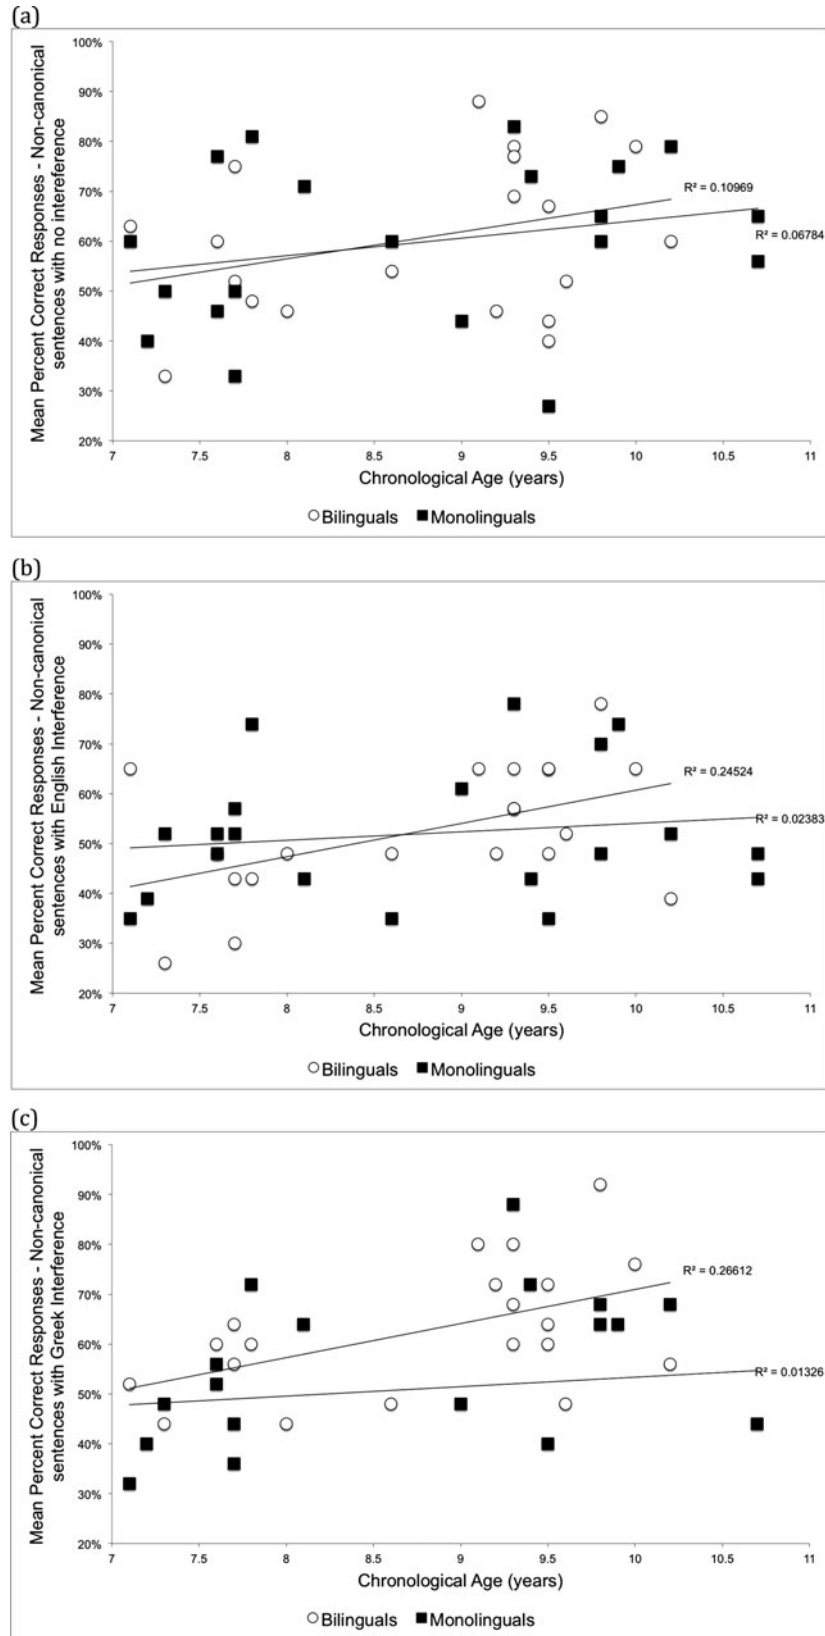 (a)
Mean Percent Correct Responses - Non-canonical
sentences with no intereference
100%
90%
80%
70%
60%
50%
40%
30%
20%
R² = 0.10969
R² = 0.06784
7 7.5 8 8.5 9 9.5 10 10.5 11
Chronological Age (years)
Bilinguals Monolinguals
(b)
Mean Percent Correct Responses - Non-canonical
sentences with English Interference
100%
90%
80%
70%
60%
50%
40%
30%
20%
R² = 0.24524
R² = 0.02383
7 7.5 8 8.5 9 9.5 10 10.5 11
Chronological Age (years)
Bilinguals Monolinguals
(c)
Mean Percent Correct Responses - Non-canonical
sentences with Greek Interference
100%
90%
80%
70%
60%
50%
40%
30%
20%
R² = 0.26612
R² = 0.01326
7 7.5 8 8.5 9 9.5 10 10.5 11
Chronological Age (years)
Bilinguals Monolinguals